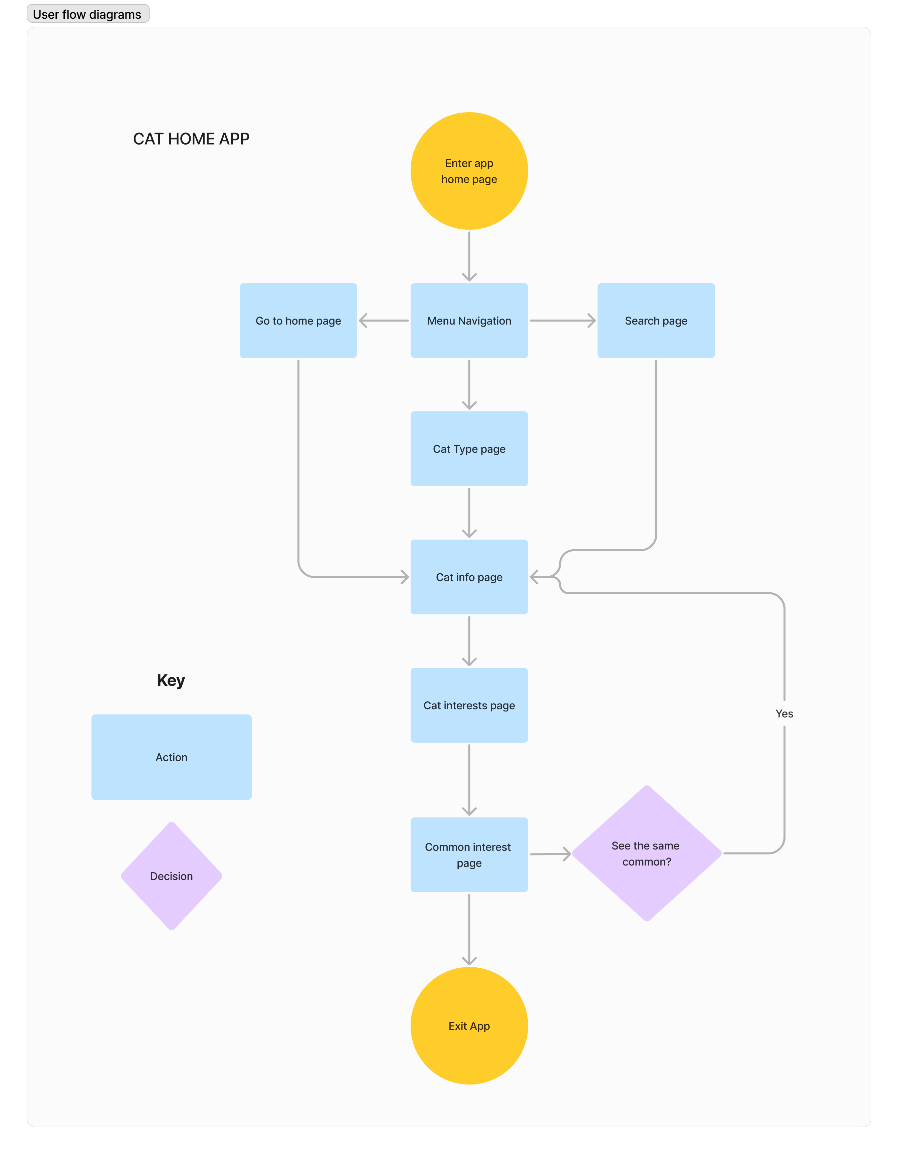 User flow diagrams
CAT HOME APP
Enter app
home page
Go to home page
Menu Navigation
Search page
Cat Type page
Cat info page
Key
Cat interests page
Yes
Action
Common interest
page
See the same
common?
Decision
Exit App